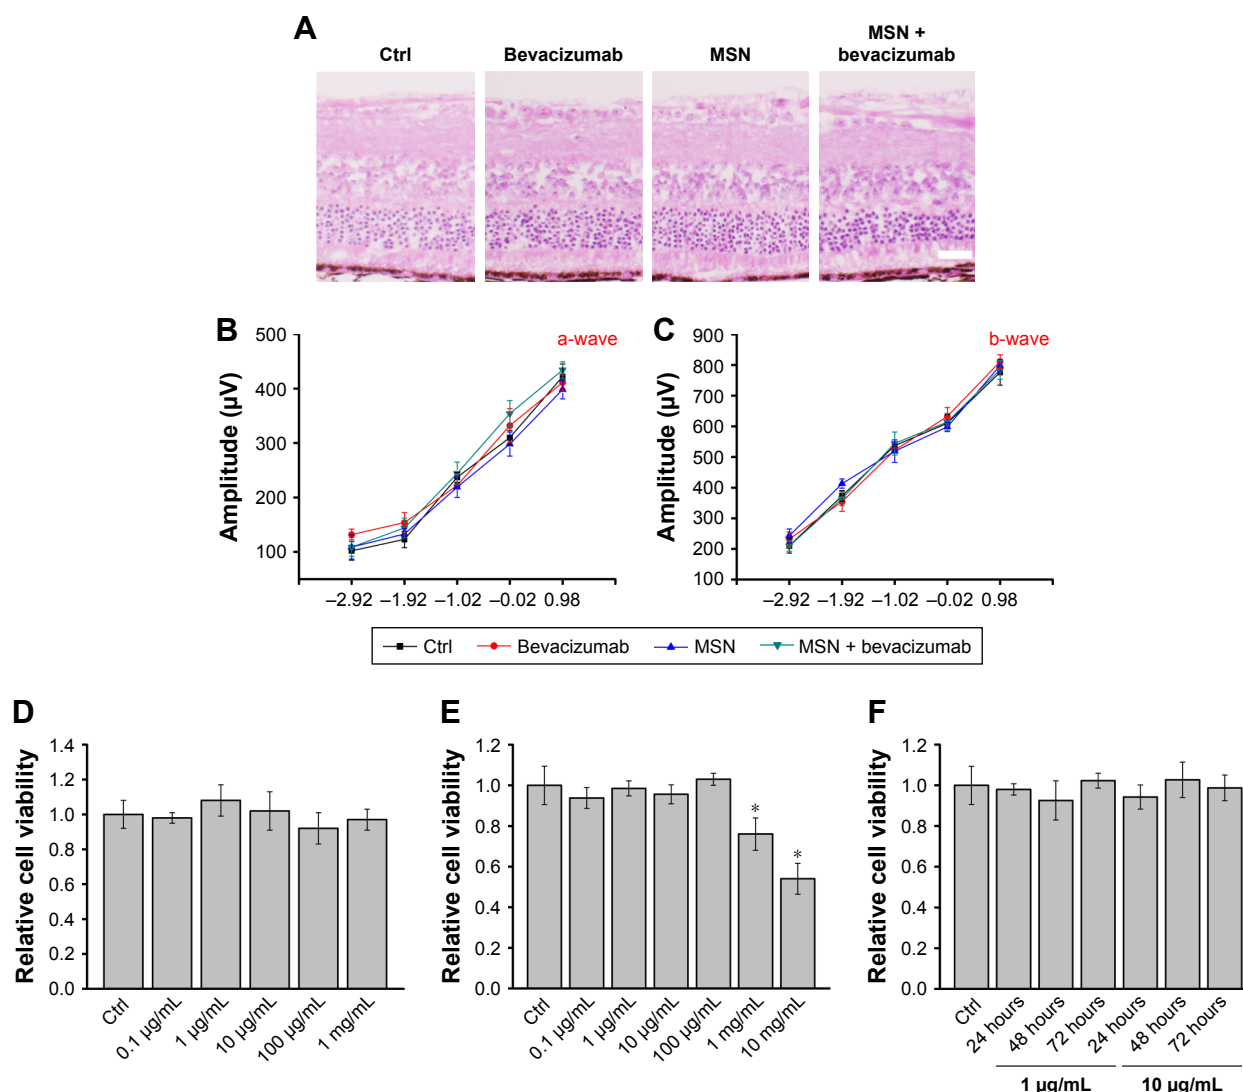 A
Ctrl
Bevacizumab
MSN
MSN +
bevacizumab
B
a-wave
Amplitude (µV)
500
400
300
200
100
–2.92
–1.92
–1.02
–0.02
0.98
C
b-wave
Amplitude (µV)
900
800
700
600
500
400
300
200
100
–2.92
–1.92
–1.02
–0.02
0.98
Ctrl
Bevacizumab
MSN
MSN + bevacizumab
D
Relative cell viability
1.4
1.2
1.0
0.8
0.6
0.4
0.2
0.0
Ctrl
0.1 µg/mL
1 µg/mL
10 µg/mL
100 µg/mL
1 mg/mL
E
Relative cell viability
1.2
1.0
0.8
0.6
0.4
0.2
0.0
*
*
Ctrl
0.1 µg/mL
1 µg/mL
10 µg/mL
100 µg/mL
1 mg/mL
10 mg/mL
F
Relative cell viability
1.2
1.0
0.8
0.6
0.4
0.2
0.0
Ctrl
24 hours
48 hours
72 hours
24 hours
48 hours
72 hours
1 µg/mL
10 µg/mL